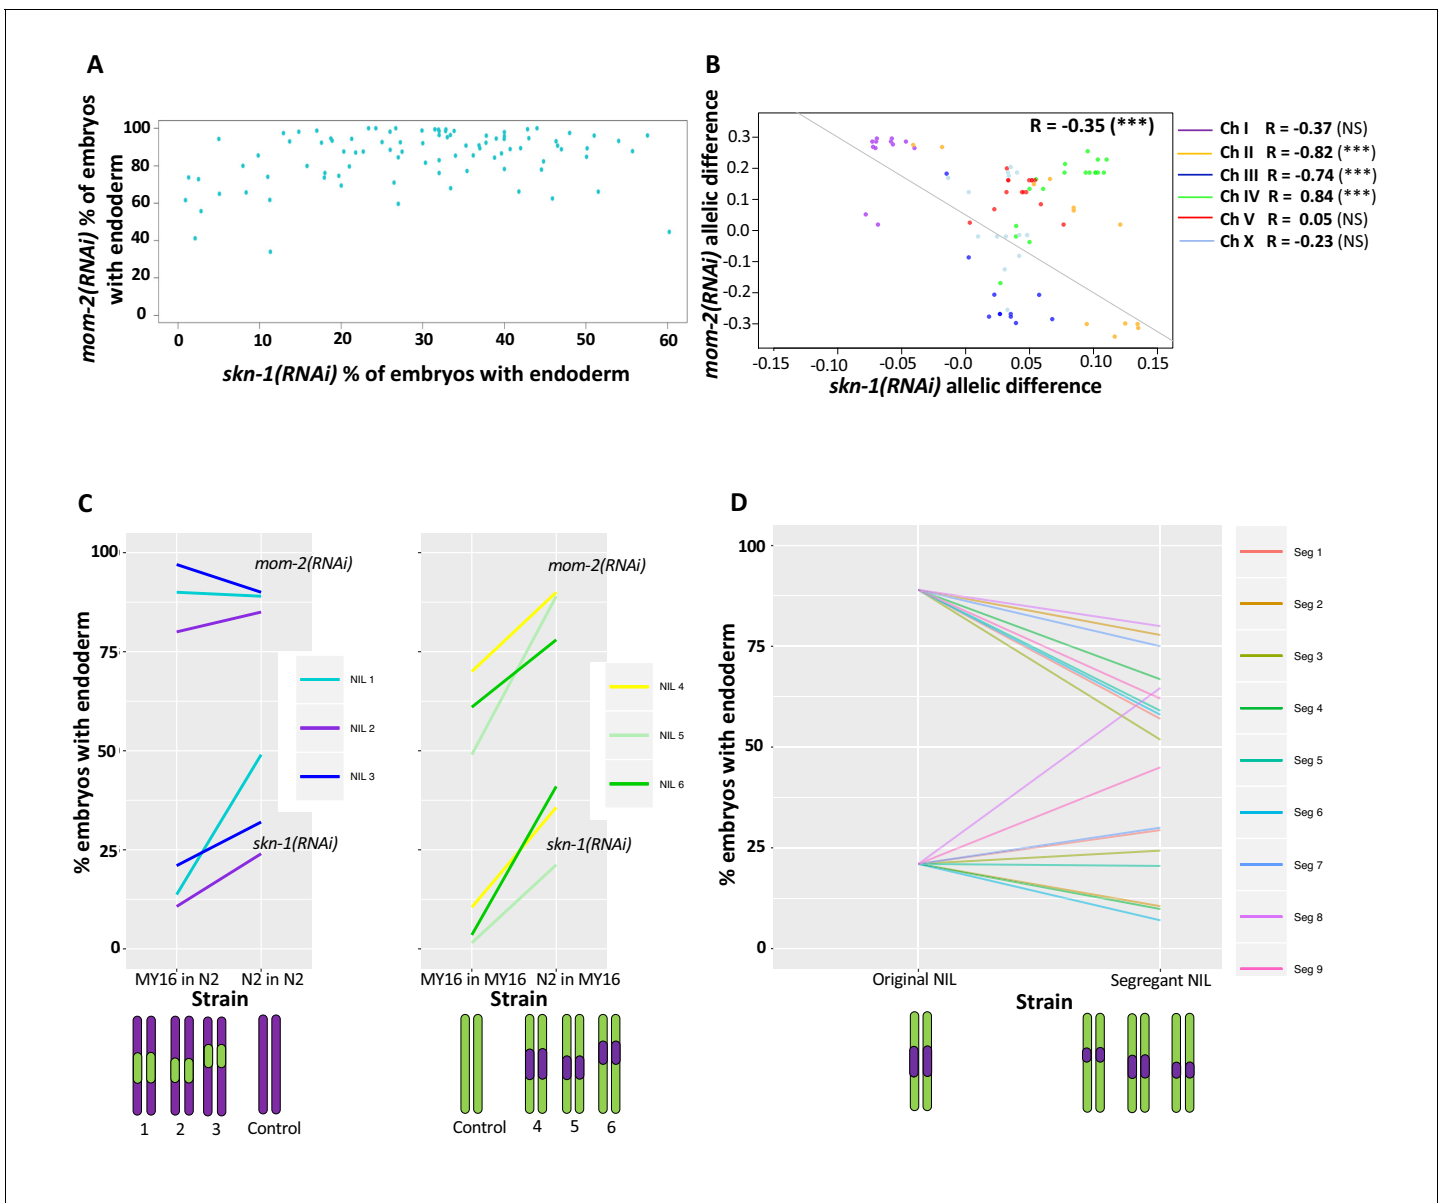 A
mom-2(RNAi) % of embryos
with endoderm
100
80
60
40
20
0
0 10 20 30 40 50 60
skn-1(RNAi) % of embryos with endoderm
B
mom-2(RNAi) allelic difference
R = -0.35 (***)
0.3
0.2
0.1
0.0
-0.1
-0.2
-0.3
-0.15 -0.10 -0.05 -0.0 0.05 0.10 0.15
skn-1(RNAi) allelic difference
Ch I R = -0.37 (NS)
Ch II R = -0.82 (***)
Ch III R = -0.74 (***)
Ch IV R = 0.84 (***)
Ch V R = 0.05 (NS)
Ch X R = -0.23 (NS)
C
% embryos with endoderm
100
75
50
25
0
mom-2(RNAi)
NIL 1
NIL 2
NIL 3
skn-1(RNAi)
MY16 in N2 N2 in N2
Strain
1 2 3 Control
mom-2(RNAi)
NIL 4
NIL 5
NIL 6
skn-1(RNAi)
MY16 in MY16 N2 in MY16
Strain
Control 4 5 6
D
% embryos with endoderm
100
75
50
25
0
Original NIL Segregant NIL
Strain
Seg 1
Seg 2
Seg 3
Seg 4
Seg 5
Seg 6
Seg 7
Seg 8
Seg 9